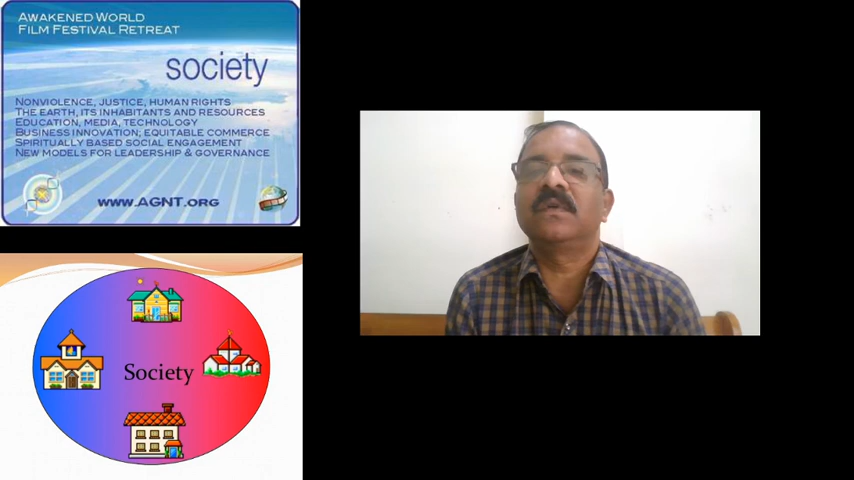 AWAKENED WORLD
FILM FESTIVAL RETREAT
society
NONVIOLENCE, JUSTICE, HUMAN RIGHTS
THE EARTH, ITS INHABITANTS AND RESOURCES
EDUCATION, MEDIA, TECHNOLOGY
BUSINESS INNOVATION; EQUITABLE COMMERCE
SPIRITUALLY BASED SOCIAL ENGAGEMENT
NEW MODELS FOR LEADERSHIP & GOVERNANCE
WWW.AGNT.ORG
Society